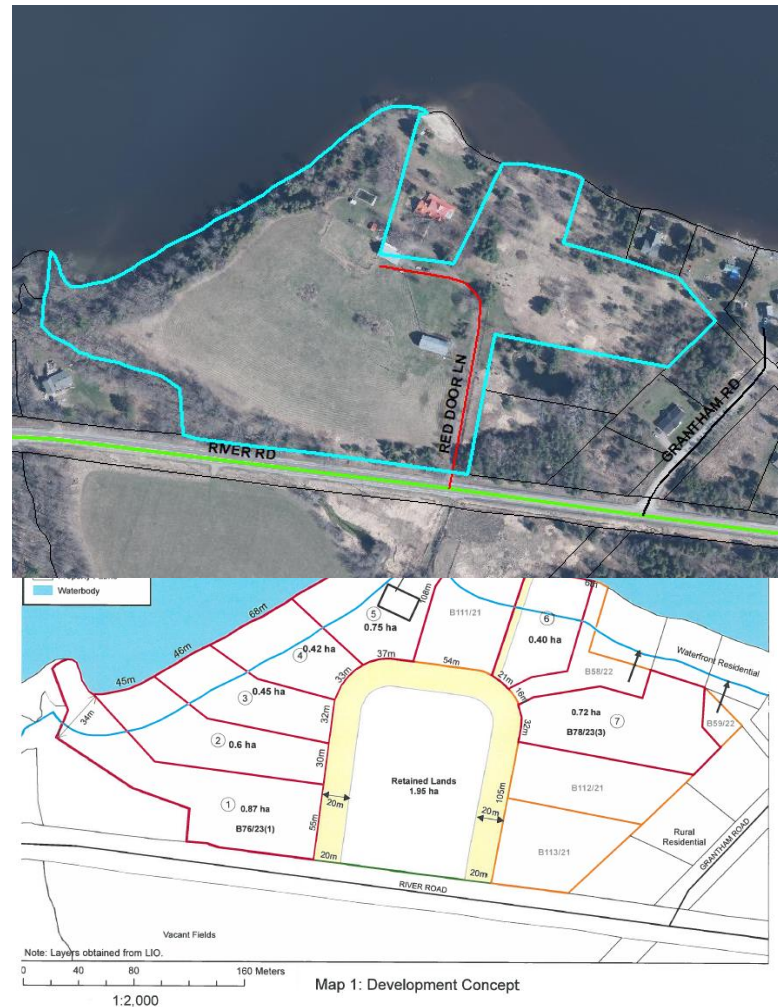 RIVER RD
RED DOOR LN
GRANTHAM RD
Waterbody
68m
46m
45m
34m
5
0.75 ha
108m
B111/21
6
0.40 ha
Waterfront Residential
4
0.42 ha
37m
33m
54m
21m
18m
B58/22
3
0.45 ha
32m
32m
0.72 ha
7
B78/23(3)
B59/22
2
0.6 ha
30m
Retained Lands
1.95 ha
105m
B112/21
1
0.87 ha
B76/23(1)
55m
20m
20m
20m
20m
B113/21
Rural
Residential
GRANTHAM ROAD
RIVER ROAD
Vacant Fields
Note: Layers obtained from LIO.
0 40 80 160 Meters
1:2,000
Map 1: Development Concept